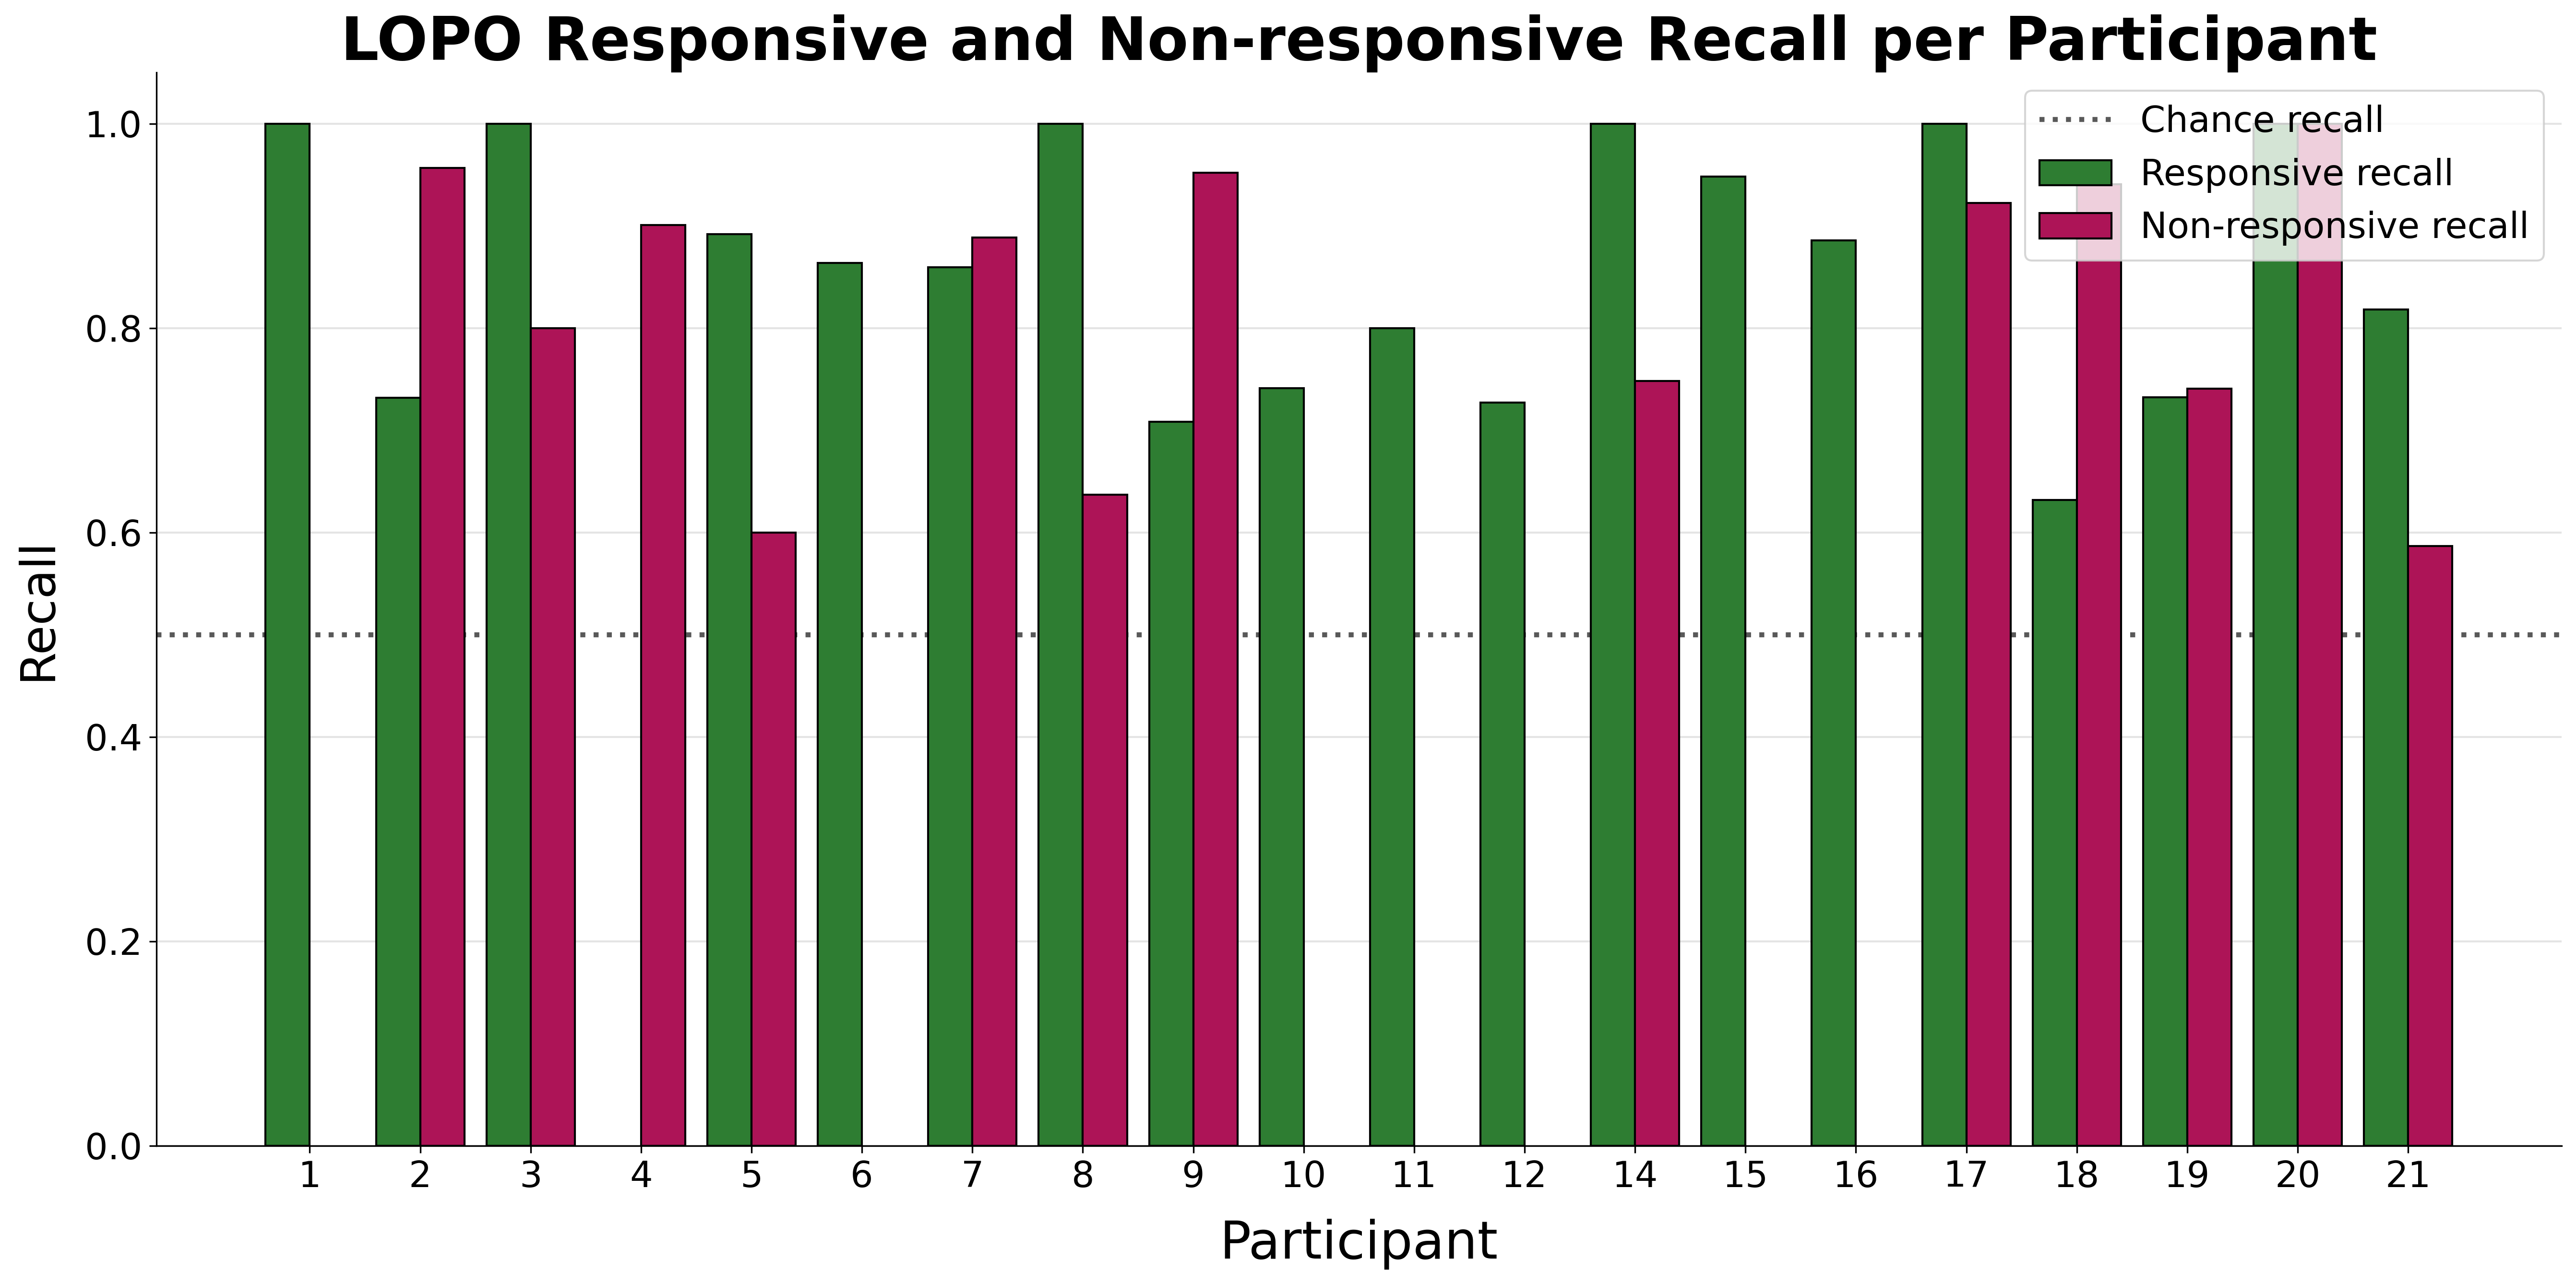 LOPO Responsive and Non-responsive Recall per Participant
Chance recall
Responsive recall
Non-responsive recall
1.0
0.8
0.6
0.4
0.2
0.0
Recall
1 2 3 4 5 6 7 8 9 10 11 12 14 15 16 17 18 19 20 21
Participant